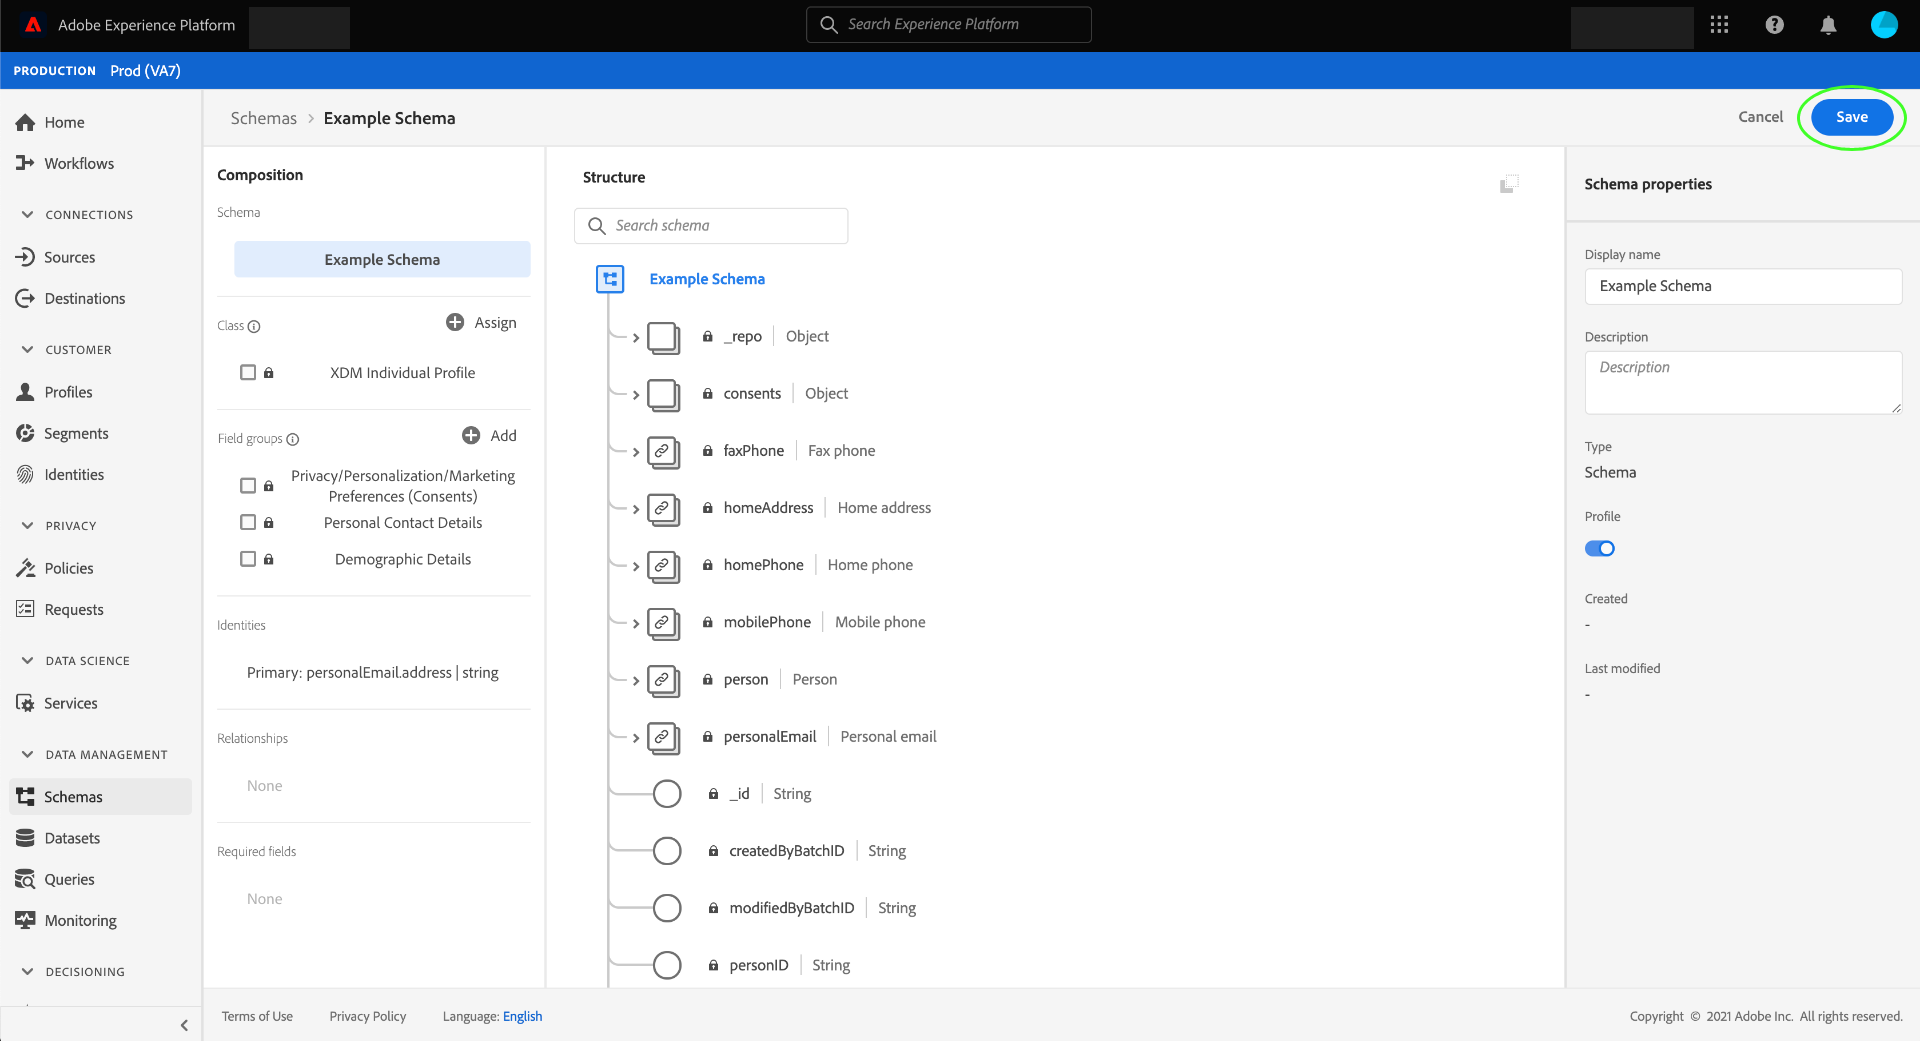 Adobe Experience Platform
Search Experience Platform
PRODUCTION Prod (VA7)
Home
Workflows
CONNECTIONS
Sources
Destinations
CUSTOMER
Profiles
Segments
Identities
PRIVACY
Policies
Requests
DATA SCIENCE
Services
DATA MANAGEMENT
Schemas
Datasets
Queries
Monitoring
DECISIONING
Schemas > Example Schema
Cancel
Save
Composition
Schema
Example Schema
Class
Assign
XDM Individual Profile
Field groups
Add
Privacy/Personalization/Marketing
Preferences (Consents)
Personal Contact Details
Demographic Details
Identities
Primary: personalEmail.address | string
Relationships
None
Required fields
None
Structure
Search schema
Example Schema
_repo | Object
consents | Object
faxPhone | Fax phone
homeAddress | Home address
homePhone | Home phone
mobilePhone | Mobile phone
person | Person
personalEmail | Personal email
_id | String
createdByBatchID | String
modifiedByBatchID | String
personID | String
Schema properties
Display name
Example Schema
Description
Description
Type
Schema
Profile
Created
-
Last modified
-
Terms of Use
Privacy Policy
Language: English
Copyright © 2021 Adobe Inc. All rights reserved.